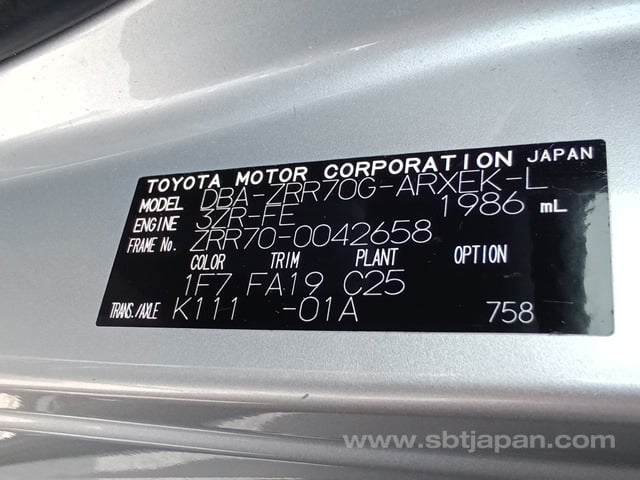 TOYOTA MOTOR CORPORATION JAPAN
MODEL DBA-ZRR70G-ARXEK-L
ENGINE 3ZR-FE 1986 mL
FRAME No. ZRR70-0042658
COLOR TRIM PLANT OPTION
1F7 FA19 C25
TRANS./AXLE K111 -01A 758
www.sbtjapan.com